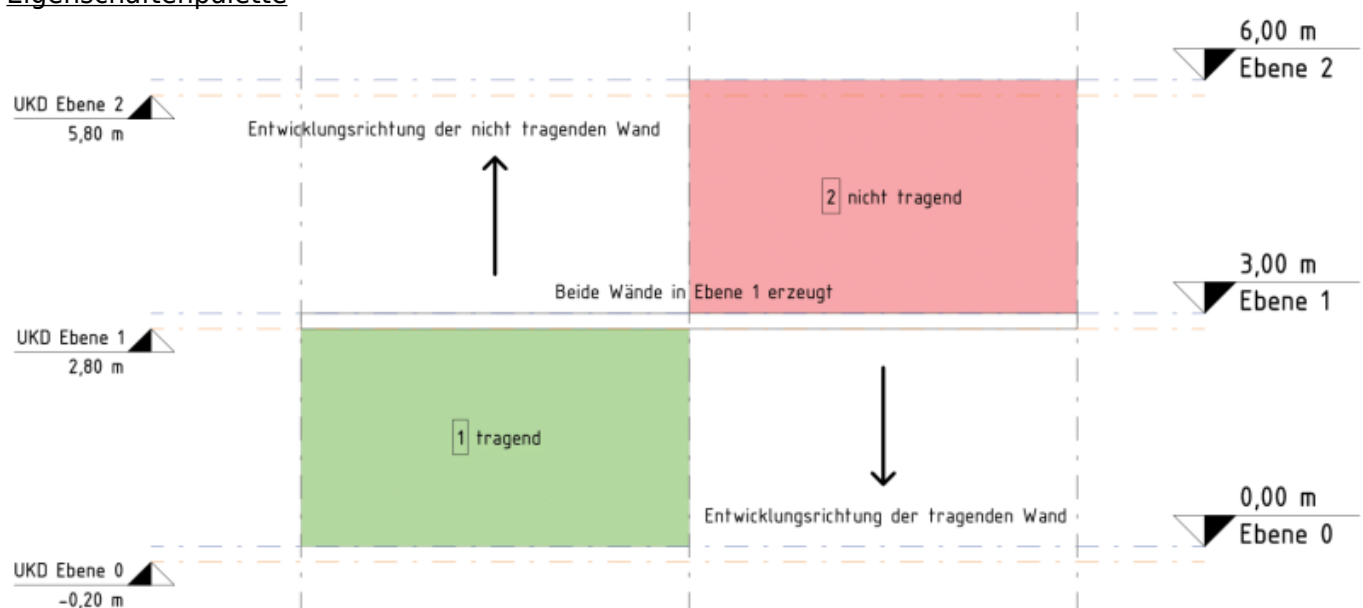 Eigenschaftenpalette
6,00 m
Ebene 2
UKD Ebene 2
5,80 m
Entwicklungsrichtung der nicht tragenden Wand
2 nicht tragend
Beide Wände in Ebene 1 erzeugt
3,00 m
Ebene 1
UKD Ebene 1
2,80 m
1 tragend
Entwicklungsrichtung der tragenden Wand
0,00 m
Ebene 0
UKD Ebene 0
-0,20 m